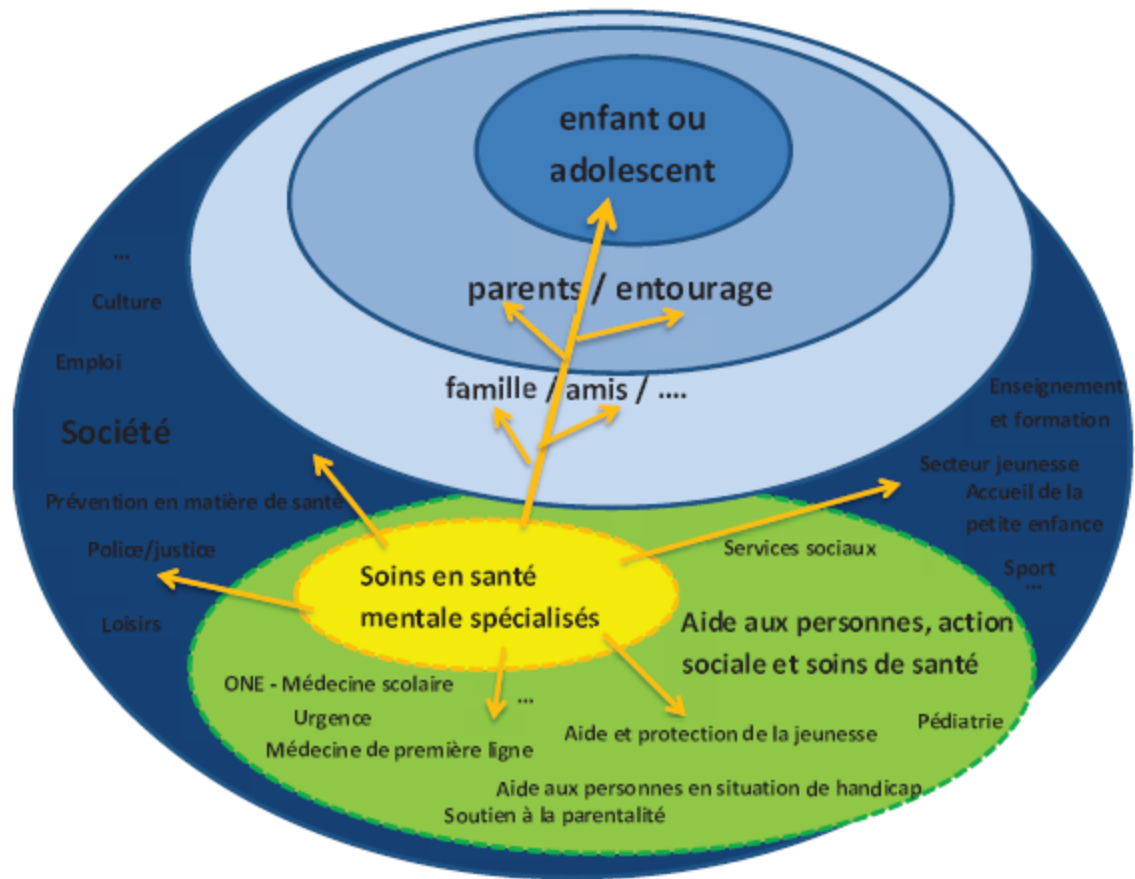 enfant ou
adolescent
parents / entourage
famille / amis / ....
...
Culture
Emploi
Société
Prévention en matière de santé
Police/justice
Loisirs
Enseignement
et formation
Secteur jeunesse
Accueil de la
petite enfance
Sport
...
Services sociaux
Soins en santé
mentale spécialisés
Aide aux personnes, action
sociale et soins de santé
ONE - Médecine scolaire
...
Urgence
Médecine de première ligne
Aide et protection de la jeunesse
Pédiatrie
Aide aux personnes en situation de handicap
Soutien à la parentalité